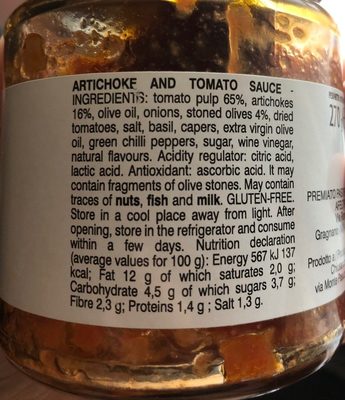 ARTICHOKE AND TOMATO SAUCE -
INGREDIENTS: tomato pulp 65%, artichokes
16%, olive oil, onions, stoned olives 4%, dried
tomatoes, salt, basil, capers, extra virgin olive
oil, green chilli peppers, sugar, wine vinegar,
natural flavours. Acidity regulator: citric acid,
lactic acid. Antioxidant: ascorbic acid. It may
contain fragments of olive stones. May contain
traces of nuts, fish and milk. GLUTEN-FREE.
Store in a cool place away from light. After
opening, store in the refrigerator and consume
within a few days. Nutrition declaration
(average values for 100 g): Energy 567 kJ 137
kcal; Fat 12 g of which saturates 2,0 g;
Carbohydrate 4,5 g of which sugars 3,7 g;
Fibre 2,3 g; Proteins 1,4 g ; Salt 1,3 g.
PREMIATO
Gragnano
Prodotto
via Monte